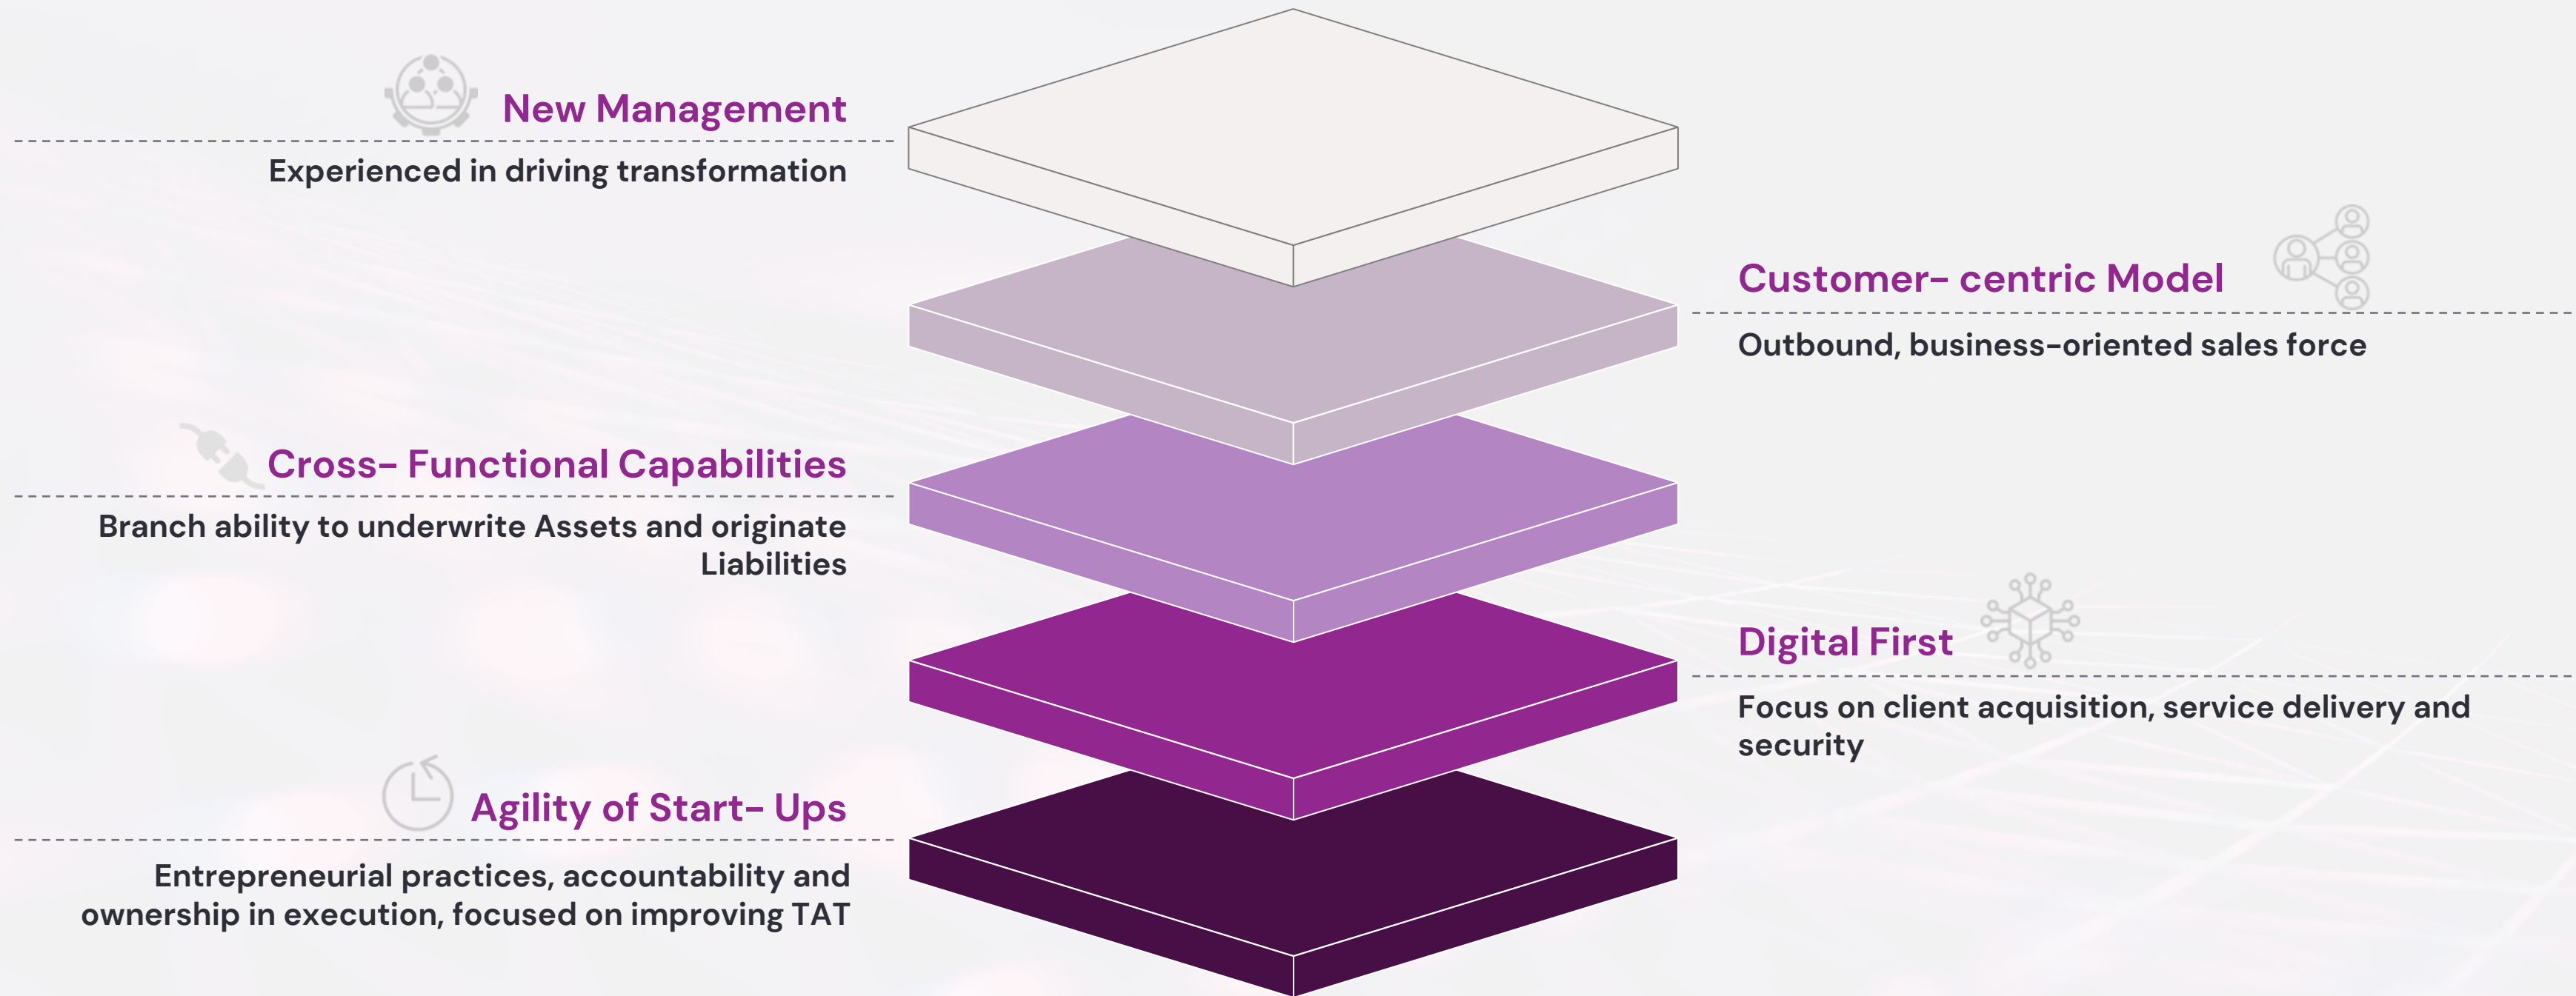 New Management
Experienced in driving transformation
Customer- centric Model
Outbound, business-oriented sales force
Cross- Functional Capabilities
Branch ability to underwrite Assets and originate
Liabilities
Digital First
Focus on client acquisition, service delivery and
security
Agility of Start- Ups
Entrepreneurial practices, accountability and
ownership in execution, focused on improving TAT